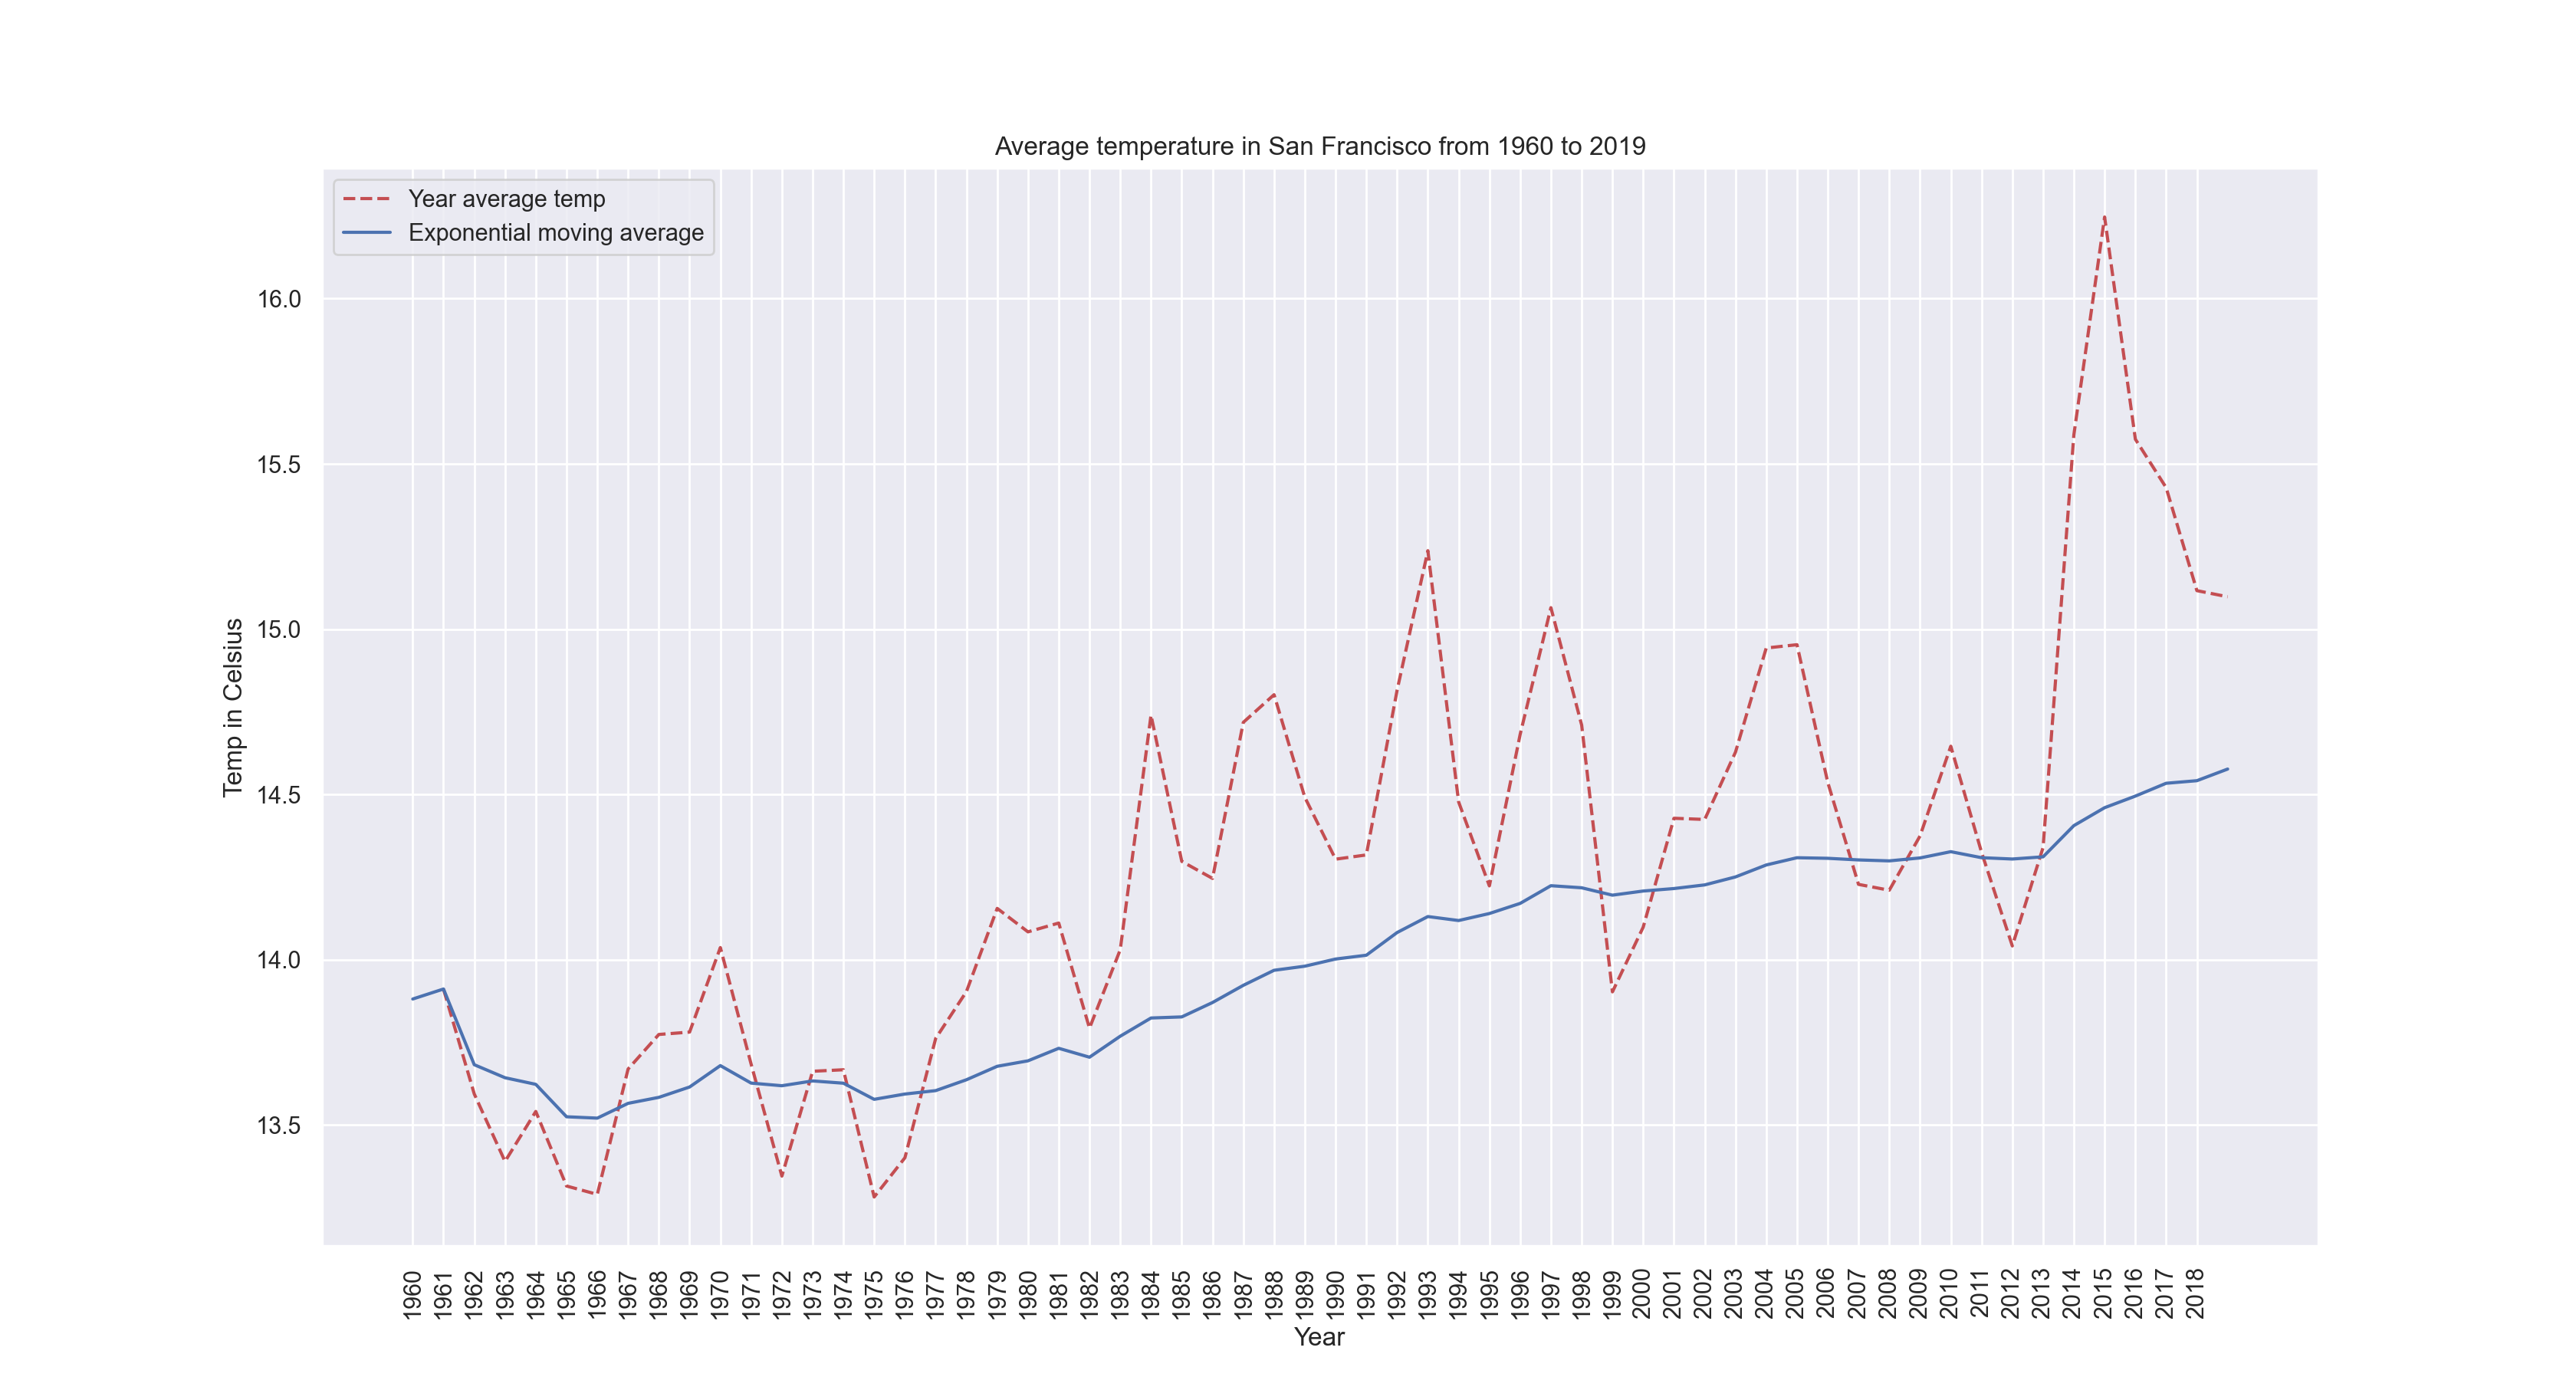 Average temperature in San Francisco from 1960 to 2019
Year average temp
Exponential moving average
16.0
15.5
15.0
14.5
14.0
13.5
Temp in Celsius
1960 1961 1962 1963 1964 1965 1966 1967 1968 1969 1970 1971 1972 1973 1974 1975 1976 1977 1978 1979 1980 1981 1982 1983 1984 1985 1986 1987 1988 1989 1990 1991 1992 1993 1994 1995 1996 1997 1998 1999 2000 2001 2002 2003 2004 2005 2006 2007 2008 2009 2010 2011 2012 2013 2014 2015 2016 2017 2018
Year